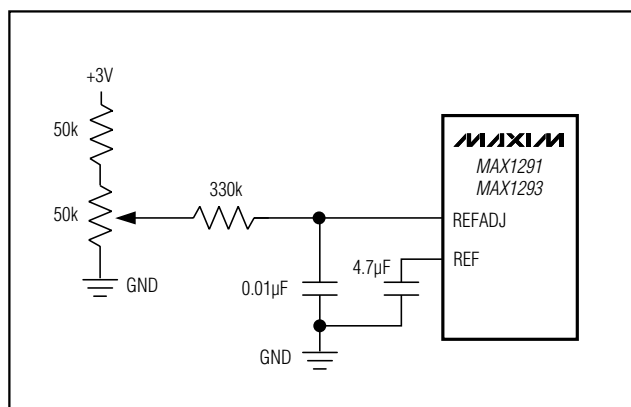 +3V
50k
50k
GND
330k
0.01µF
4.7µF
GND
MAXIM
MAX1291
MAX1293
REFADJ
REF